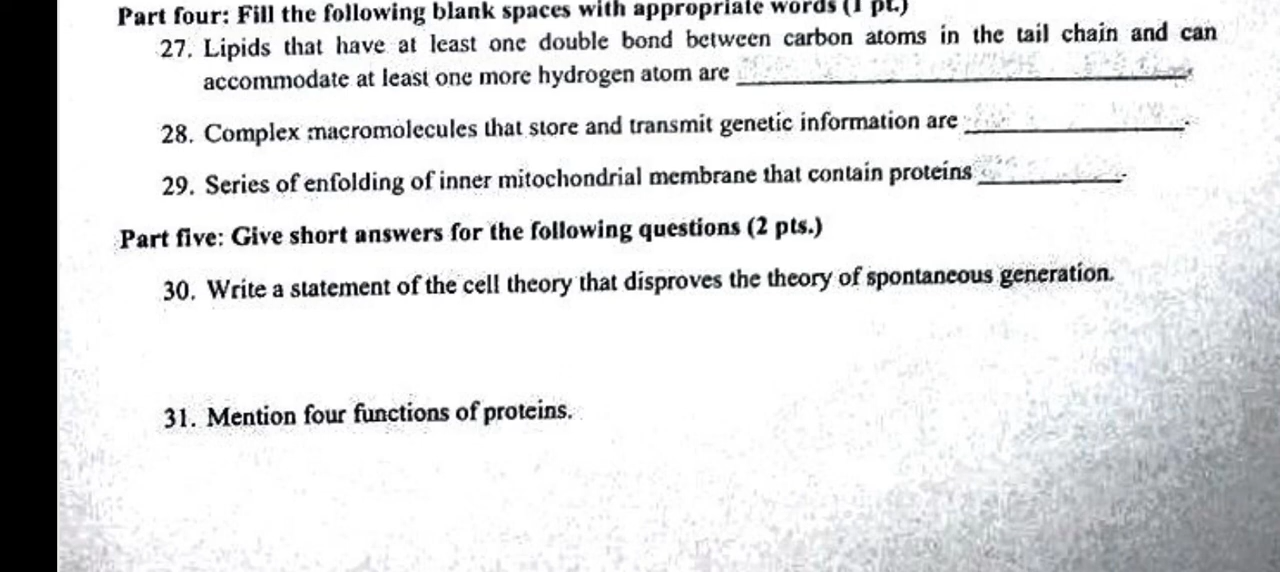 Part four: Fill the following blank spaces with appropriate words (1 pt.)
27. Lipids that have at least one double bond between carbon atoms in the tail chain and can
accommodate at least one more hydrogen atom are ____________.
28. Complex macromolecules that store and transmit genetic information are ____________.
29. Series of enfolding of inner mitochondrial membrane that contain proteins ____________.
Part five: Give short answers for the following questions (2 pts.)
30. Write a statement of the cell theory that disproves the theory of spontaneous generation.
31. Mention four functions of proteins.